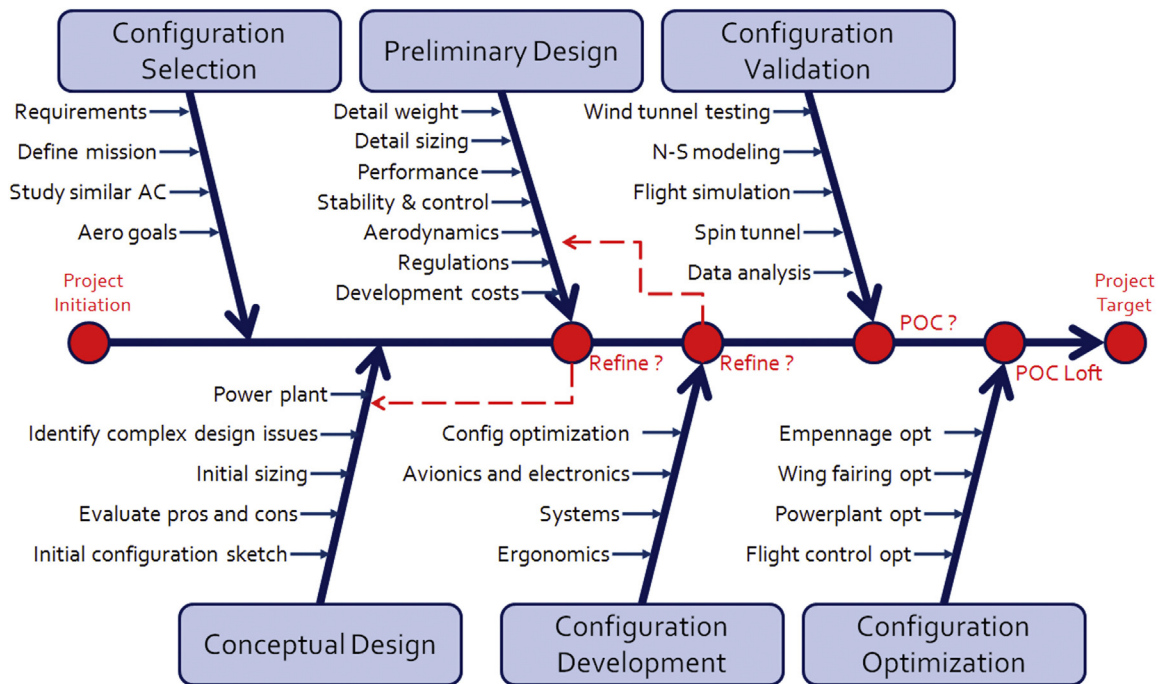 Configuration
Selection
Preliminary Design
Configuration
Validation
Requirements
Define mission
Study similar AC
Aero goals
Detail weight
Detail sizing
Performance
Stability & control
Aerodynamics
Regulations
Development costs
Wind tunnel testing
N-S modeling
Flight simulation
Spin tunnel
Data analysis
Project
Initiation
Refine ?
Refine ?
POC ?
POC Loft
Project
Target
Power plant
Identify complex design issues
Initial sizing
Evaluate pros and cons
Initial configuration sketch
Config optimization
Avionics and electronics
Systems
Ergonomics
Empennage opt
Wing fairing opt
Powerplant opt
Flight control opt
Conceptual Design
Configuration
Development
Configuration
Optimization